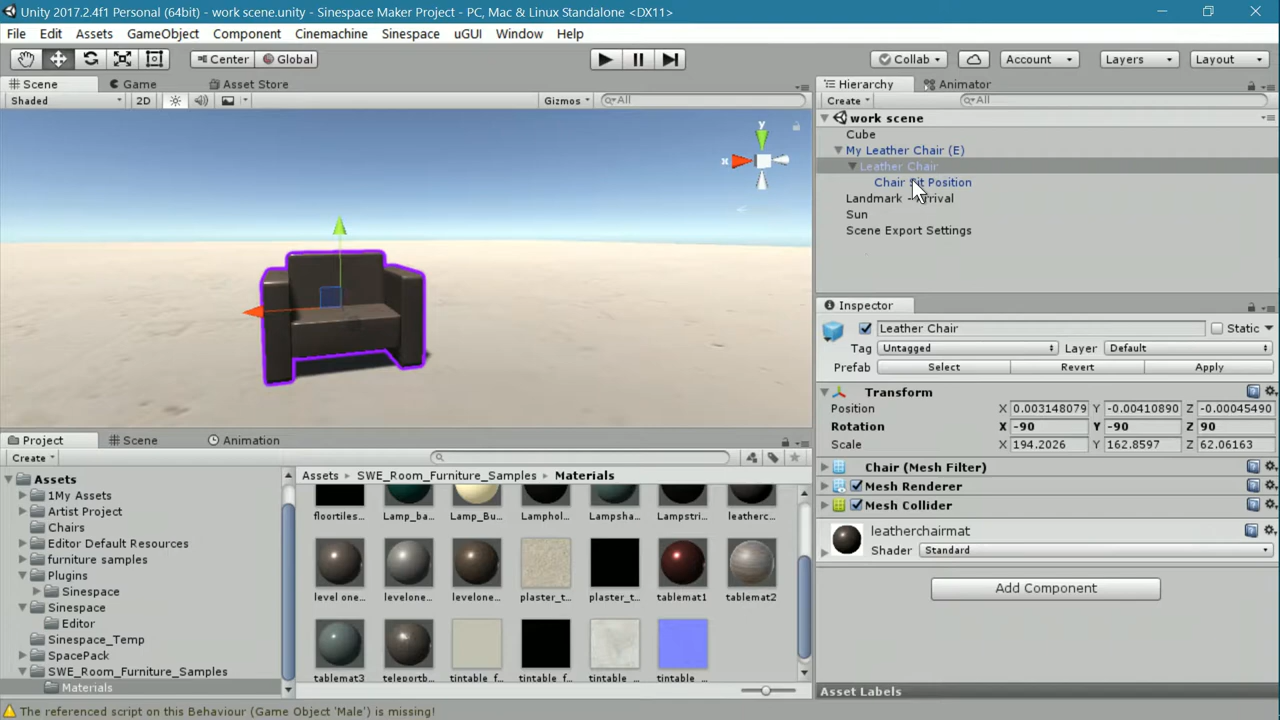 Unity 2017.2.4f1 Personal (64bit) - work scene.unity - Sinespace Maker Project - PC, Mac & Linux Standalone <DX11>
File Edit Assets GameObject Component Cinemachine Sinespace uGUI Window Help
Center Global Collab Account Layers Layout
Scene Game Asset Store
Shaded 2D Gizmos All
y
x
Hierarchy Animator
Create All
work scene
Cube
My Leather Chair (E)
Leather Chair
Chair Sit Position
Landmark - Arrival
Sun
Scene Export Settings
Inspector
Leather Chair Static
Tag Untagged Layer Default
Prefab Select Revert Apply
Transform
Position X 0.003148079 Y -0.00410890 Z -0.00045490
Rotation X -90 Y -90 Z 90
Scale X 194.2026 Y 162.8597 Z 62.06163
Chair (Mesh Filter)
Mesh Renderer
Mesh Collider
leatherchairmat
Shader Standard
Add Component
Asset Labels
Project Scene Animation
Create
Assets
1My Assets
Artist Project
Chairs
Editor Default Resources
furniture samples
Plugins
Sinespace
Sinespace
Editor
Sinespace_Temp
SpacePack
SWE_Room_Furniture_Samples
Materials
Assets SWE_Room_Furniture_Samples Materials
floortiles... Lamp_ba... Lamp_Bu... Lamphol... Lampsha... Lampstri... leatherc...
level one... levelone... levelone... plaster_t... plaster_t... tablemat1 tablemat2
tablemat3 teleportb... tintable_f... tintable_f... tintable_... tintable_...
The referenced script on this Behaviour (Game Object 'Male') is missing!